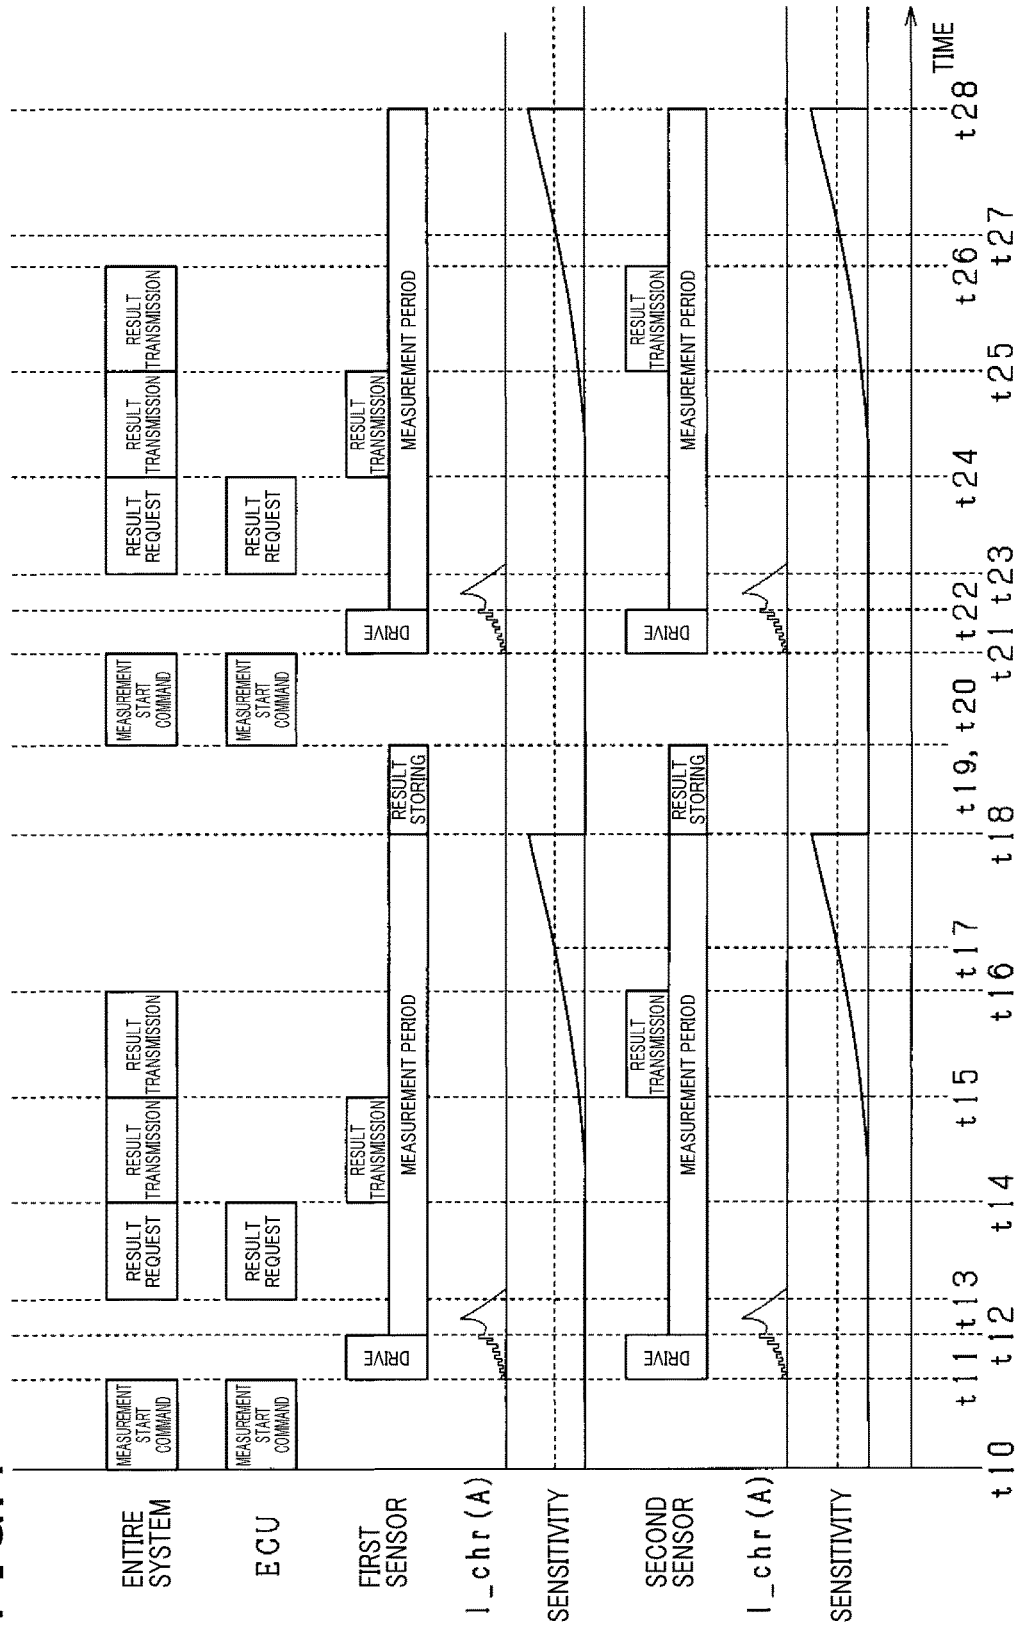 ENTIRE
SYSTEM
MEASUREMENT
START
COMMAND
RESULT
REQUEST
RESULT
TRANSMISSION
RESULT
TRANSMISSION
MEASUREMENT
START
COMMAND
RESULT
REQUEST
RESULT
TRANSMISSION
RESULT
TRANSMISSION
ECU
MEASUREMENT
START
COMMAND
RESULT
REQUEST
MEASUREMENT
START
COMMAND
RESULT
REQUEST
FIRST
SENSOR
DRIVE
RESULT
TRANSMISSION
MEASUREMENT PERIOD
RESULT
STORING
DRIVE
RESULT
TRANSMISSION
MEASUREMENT PERIOD
I_chr(A)
SENSITIVITY
SECOND
SENSOR
DRIVE
RESULT
TRANSMISSION
MEASUREMENT PERIOD
RESULT
STORING
DRIVE
RESULT
TRANSMISSION
MEASUREMENT PERIOD
I_chr(A)
SENSITIVITY
TIME
t10 t11 t12 t13 t14 t15 t16 t17 t18 t19, t20 t21 t22 t23 t24 t25 t26 t27 t28